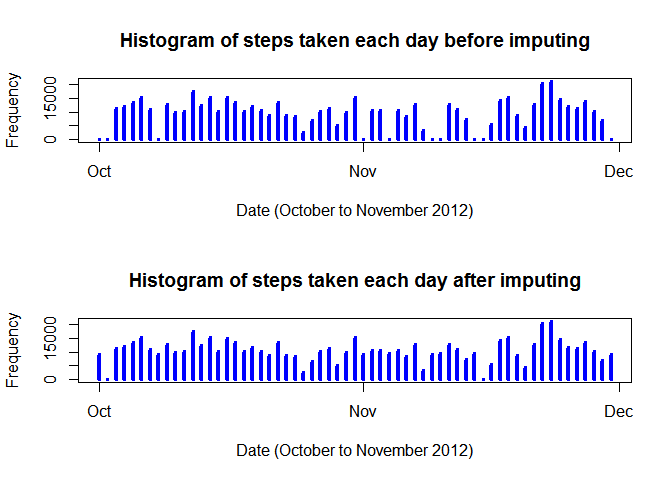 Histogram of steps taken each day before imputing
Frequency
15000
0
Oct Nov Dec
Date (October to November 2012)
Histogram of steps taken each day after imputing
Frequency
15000
0
Oct Nov Dec
Date (October to November 2012)